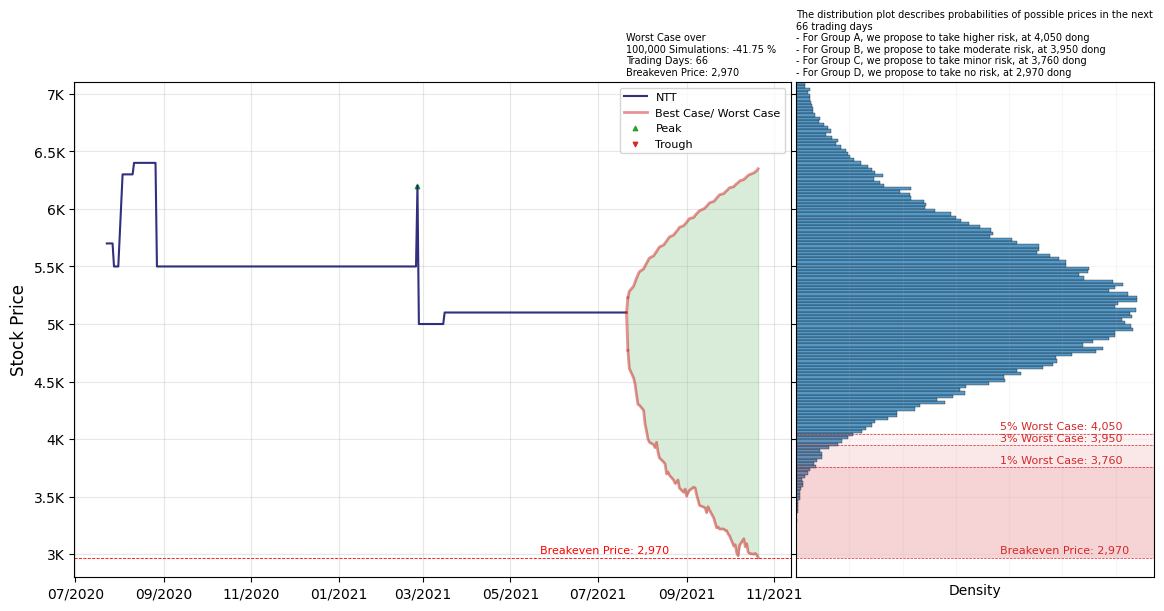 The distribution plot describes probabilities of possible prices in the next
66 trading days
- For Group A, we propose to take higher risk, at 4,050 dong
- For Group B, we propose to take moderate risk, at 3,950 dong
- For Group C, we propose to take minor risk, at 3,760 dong
- For Group D, we propose to take no risk, at 2,970 dong
Worst Case over
100,000 Simulations: -41.75 %
Trading Days: 66
Breakeven Price: 2,970
NTT
Best Case/ Worst Case
Peak
Trough
7K
6.5K
6K
5.5K
5K
4.5K
4K
3.5K
3K
Stock Price
Breakeven Price: 2,970
07/2020
09/2020
11/2020
01/2021
03/2021
05/2021
07/2021
09/2021
11/2021
5% Worst Case: 4,050
3% Worst Case: 3,950
1% Worst Case: 3,760
Breakeven Price: 2,970
Density